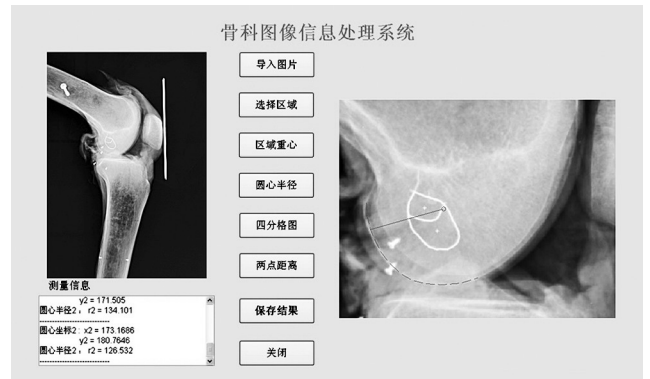 骨科图像信息处理系统
导入图片
选择区域
区域重心
圆心半径
四分格图
两点距离
保存结果
关闭
测量信息
y2 = 171.505
圆心半径2： r2 = 134.101
----------------------------
圆心坐标2： x2 = 173.1686
y2 = 180.7646
圆心半径2： r2 = 126.532
----------------------------